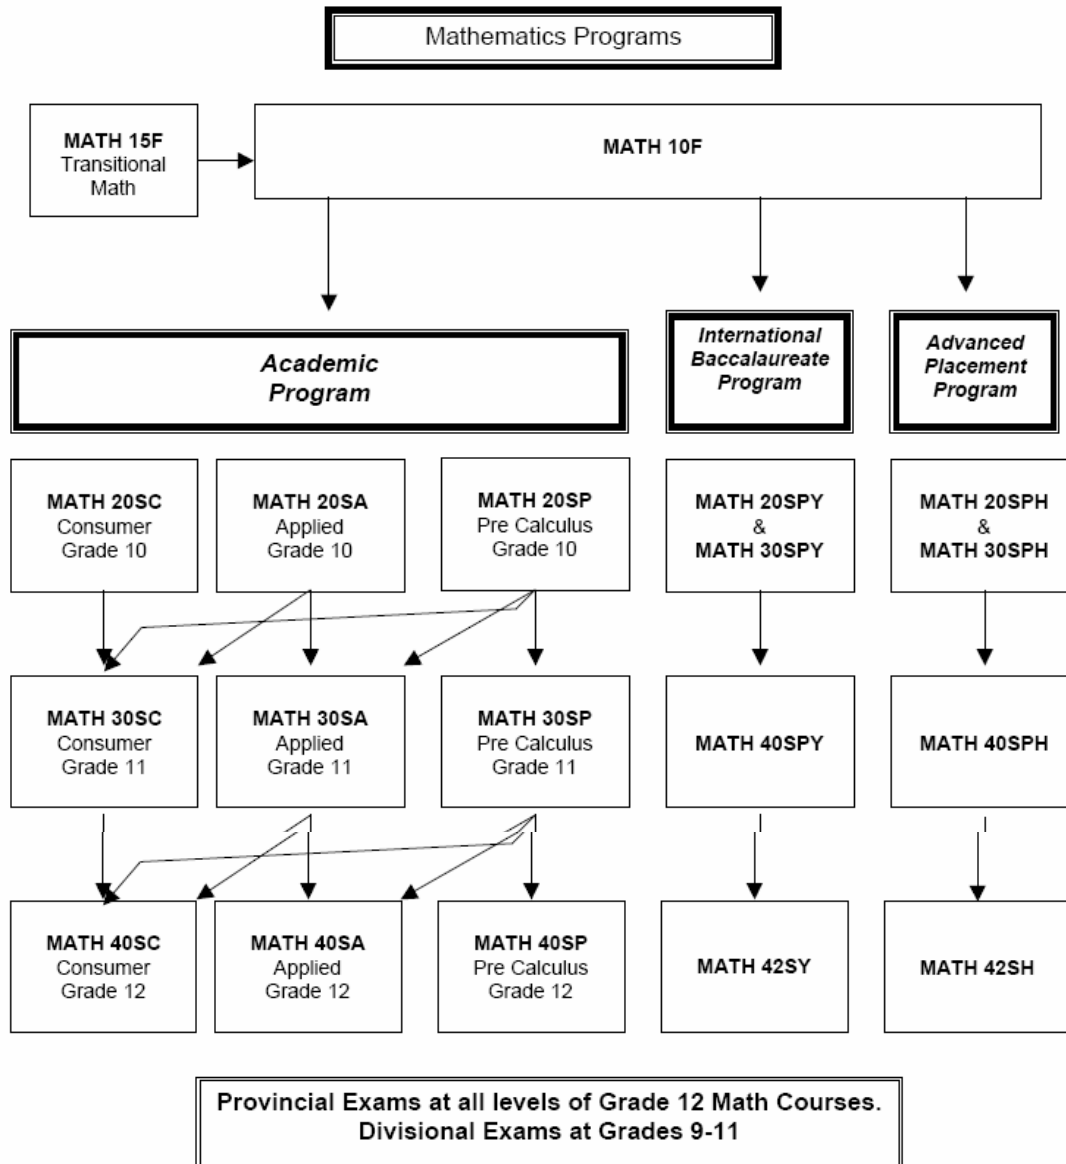 Mathematics Programs
MATH 15F
Transitional
Math
MATH 10F
Academic
Program
International
Baccalaureate
Program
Advanced
Placement
Program
MATH 20SC
Consumer
Grade 10
MATH 20SA
Applied
Grade 10
MATH 20SP
Pre Calculus
Grade 10
MATH 20SPY
&
MATH 30SPY
MATH 20SPH
&
MATH 30SPH
MATH 30SC
Consumer
Grade 11
MATH 30SA
Applied
Grade 11
MATH 30SP
Pre Calculus
Grade 11
MATH 40SPY
MATH 40SPH
MATH 40SC
Consumer
Grade 12
MATH 40SA
Applied
Grade 12
MATH 40SP
Pre Calculus
Grade 12
MATH 42SY
MATH 42SH
Provincial Exams at all levels of Grade 12 Math Courses.
Divisional Exams at Grades 9-11